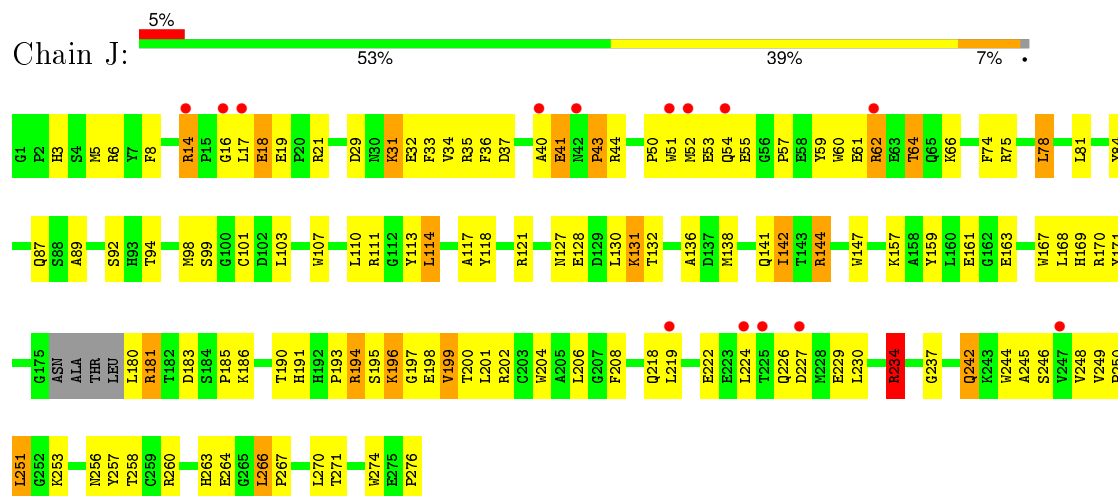 5%
Chain J:
53% 39% 7% •
G1 P2 H3 S4 M5 R6 Y7 F8 R14 P15 G16 L17 E18 E19 P20 R21 D29 N30 K31 E32 F33 V34 R35 F36 D37 A40 E41 N42 P43 R44 P50 W51 M52 E53 Q54 E55 G56 P57 E58 Y59 W60 E61 R62 E63 T64 Q65 K66 F74 R75 L78 L81 Y84
Q87 S88 A89 S92 H93 T94 M98 S99 G100 C101 D102 L103 W107 L110 R111 G112 Y113 L114 A117 Y118 R121 N127 E128 D129 L130 K131 T132 A136 D137 M138 Q141 I142 T143 R144 W147 K157 A158 Y159 L160 E161 G162 E163 W167 L168 H169 R170 Y171
G175 ASN ALA THR LEU L180 R181 T182 D183 S184 P185 K186 T190 H191 H192 P193 R194 S195 K196 G197 E198 V199 T200 L201 R202 C203 W204 A205 L206 G207 F208 Q218 L219 E222 E223 L224 T225 Q226 D227 M228 E229 L230 R234 G237 Q242 K243 W244 A245 S246 V247 V248 V249 P250
L251 G252 K253 N256 Y257 T258 C259 R260 H263 E264 G265 L266 P267 L270 T271 W274 E275 P276